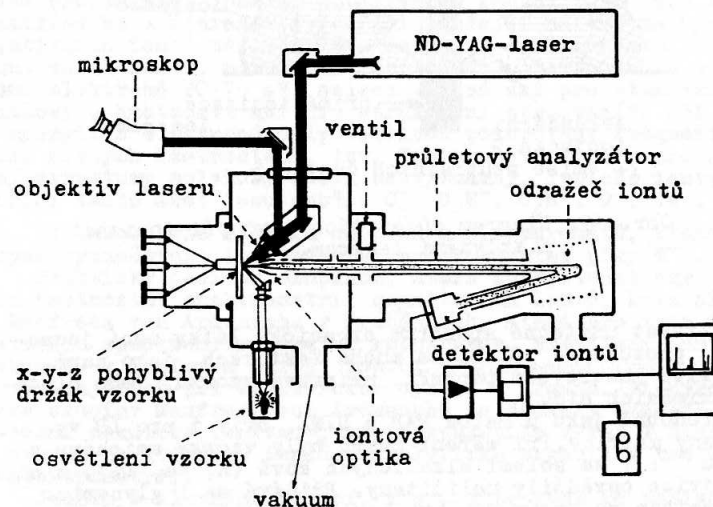 ND-YAG-laser
mikroskop
ventil
průletový analyzátor
objektiv laseru
odražeč iontů
detektor iontů
x-y-z pohyblivý
držák vzorku
iontová
optika
osvětlení vzorku
vakuum